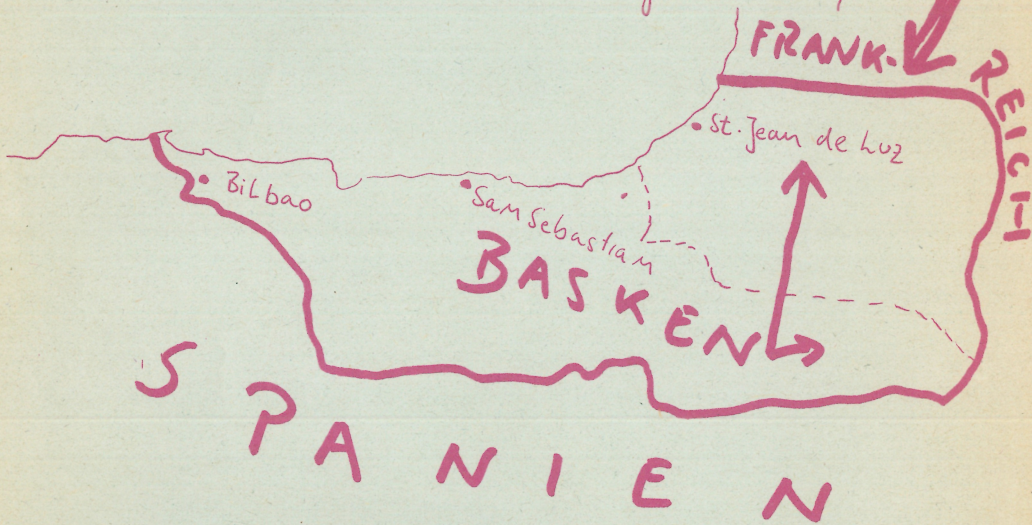 FRANK-
REICH
St. Jean de Luz
Bilbao
San Sebastian
BASKEN
SPANIEN